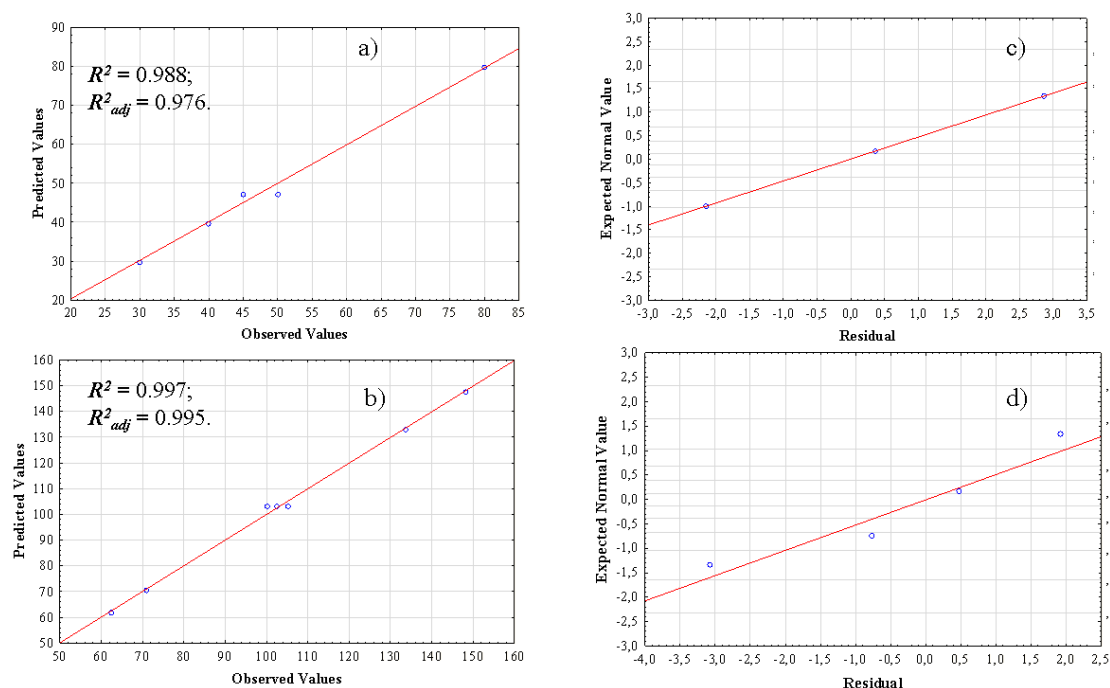 a)
R² = 0.988;
R²adj = 0.976.
Predicted Values
90
80
70
60
50
40
30
20
20 25 30 35 40 45 50 55 60 65 70 75 80 85
Observed Values
c)
Expected Normal Value
3,0
2,5
2,0
1,5
1,0
0,5
0,0
-0,5
-1,0
-1,5
-2,0
-2,5
-3,0
-3,0 -2,5 -2,0 -1,5 -1,0 -0,5 0,0 0,5 1,0 1,5 2,0 2,5 3,0 3,5
Residual
b)
R² = 0.997;
R²adj = 0.995.
Predicted Values
160
150
140
130
120
110
100
90
80
70
60
50
50 60 70 80 90 100 110 120 130 140 150 160
Observed Values
d)
Expected Normal Value
3,0
2,5
2,0
1,5
1,0
0,5
0,0
-0,5
-1,0
-1,5
-2,0
-2,5
-3,0
-4,0 -3,5 -3,0 -2,5 -2,0 -1,5 -1,0 -0,5 0,0 0,5 1,0 1,5 2,0 2,5
Residual